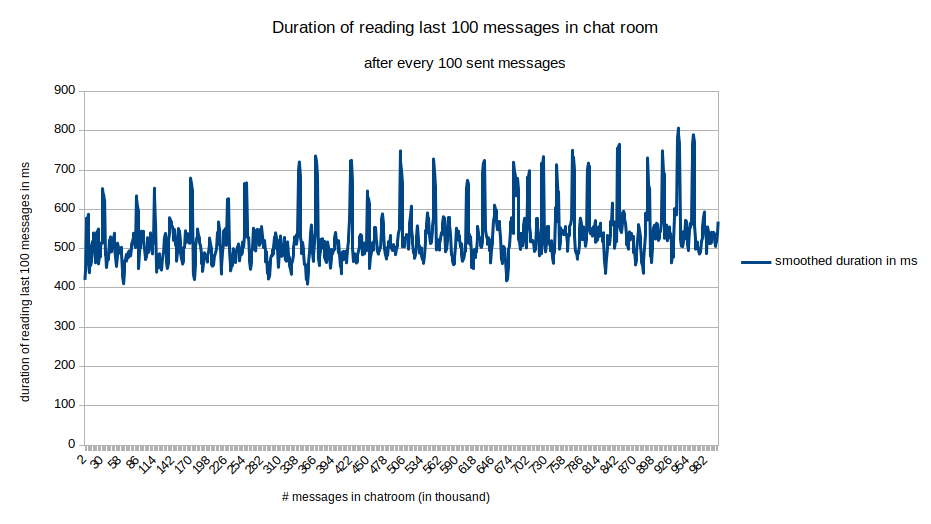 Duration of reading last 100 messages in chat room
after every 100 sent messages
900
800
700
600
500
400
300
200
100
0
duration of reading last 100 messages in ms
smoothed duration in ms
2 30 58 86 114 142 170 198 226 254 282 310 338 366 394 422 450 478 506 534 562 590 618 646 674 702 730 758 786 814 842 870 898 926 954 982
# messages in chatroom (in thousand)